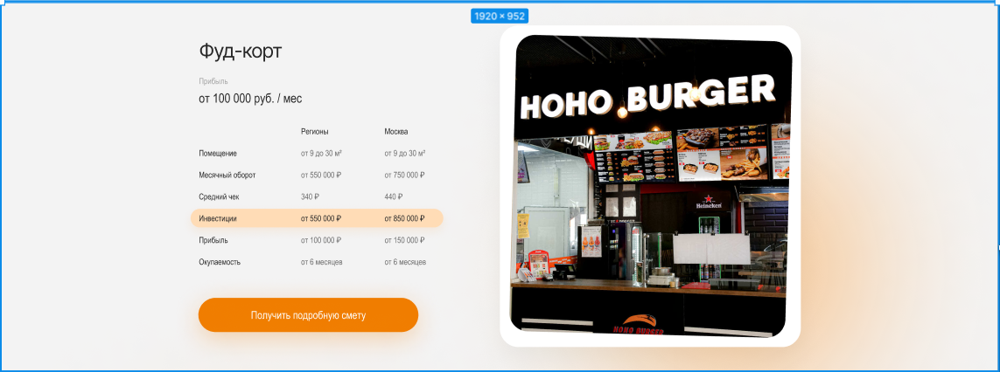 1920 × 952
Фуд-корт
Прибыль
от 100 000 руб. / мес
Регионы Москва
Помещение от 9 до 30 м² от 9 до 30 м²
Месячный оборот от 550 000 ₽ от 750 000 ₽
Средний чек 340 ₽ 440 ₽
Инвестиции от 550 000 ₽ от 850 000 ₽
Прибыль от 100 000 ₽ от 150 000 ₽
Окупаемость от 6 месяцев от 6 месяцев
Получить подробную смету
HOHO BURGER
Heineken
HOHO BURGER